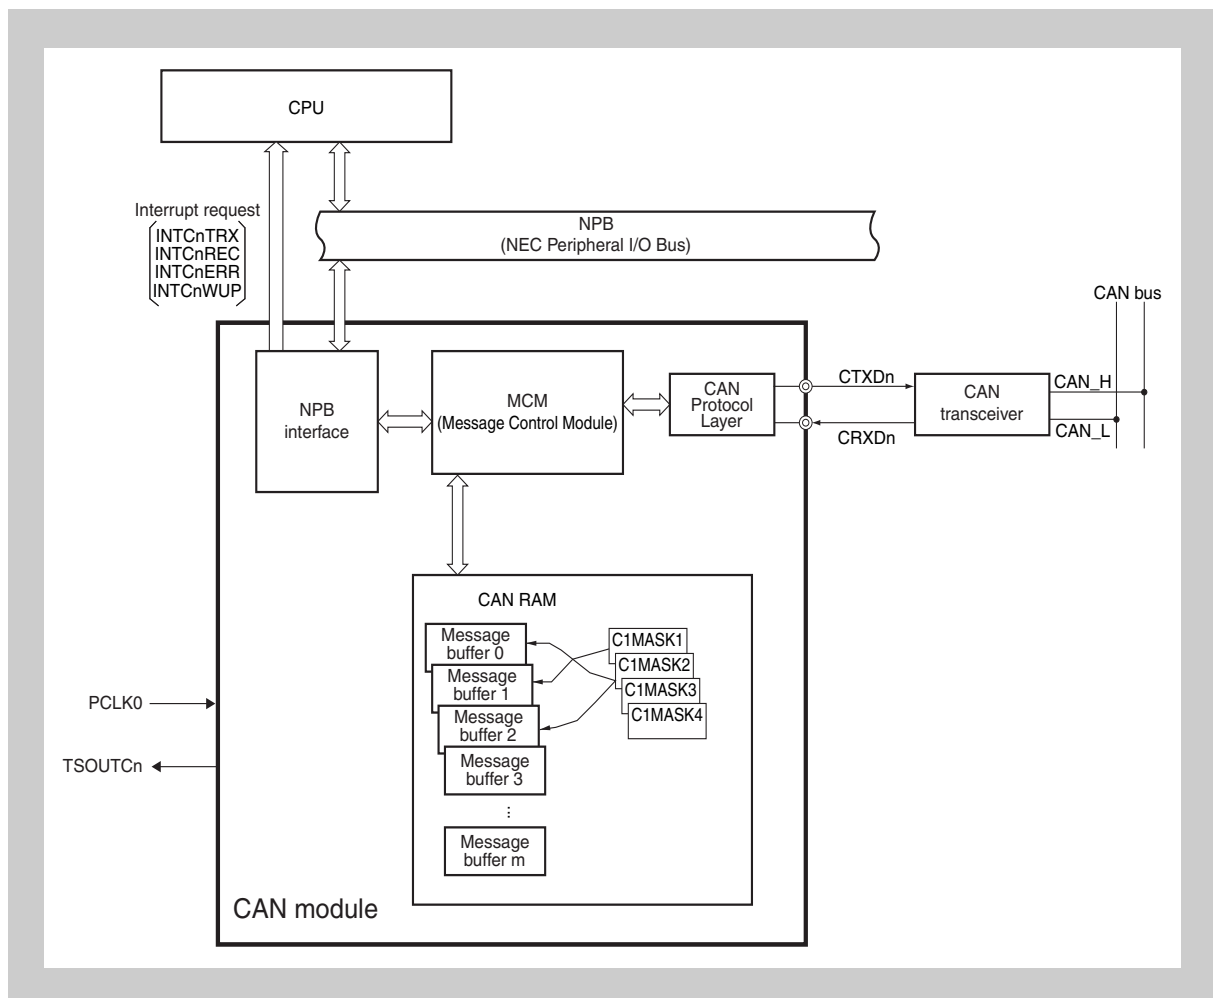 CPU
Interrupt request
INTCnTRX
INTCnREC
INTCnERR
INTCnWUP
NPB
(NEC Peripheral I/O Bus)
CAN bus
NPB
interface
MCM
(Message Control Module)
CAN
Protocol
Layer
CTXDn
CRXDn
CAN
transceiver
CAN_H
CAN_L
CAN RAM
Message
buffer 0
Message
buffer 1
Message
buffer 2
Message
buffer 3
...
Message
buffer m
C1MASK1
C1MASK2
C1MASK3
C1MASK4
PCLK0
TSOUTCn
CAN module